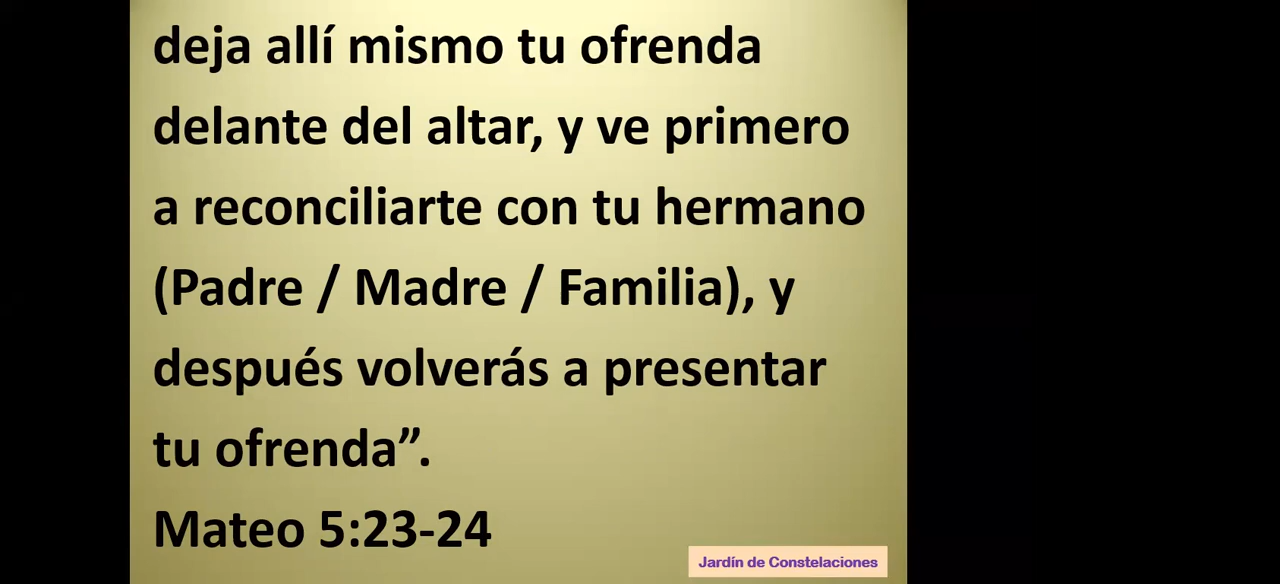 deja allí mismo tu ofrenda
delante del altar, y ve primero
a reconciliarte con tu hermano
(Padre / Madre / Familia), y
después volverás a presentar
tu ofrenda”.
Mateo 5:23-24
Jardín de Constelaciones